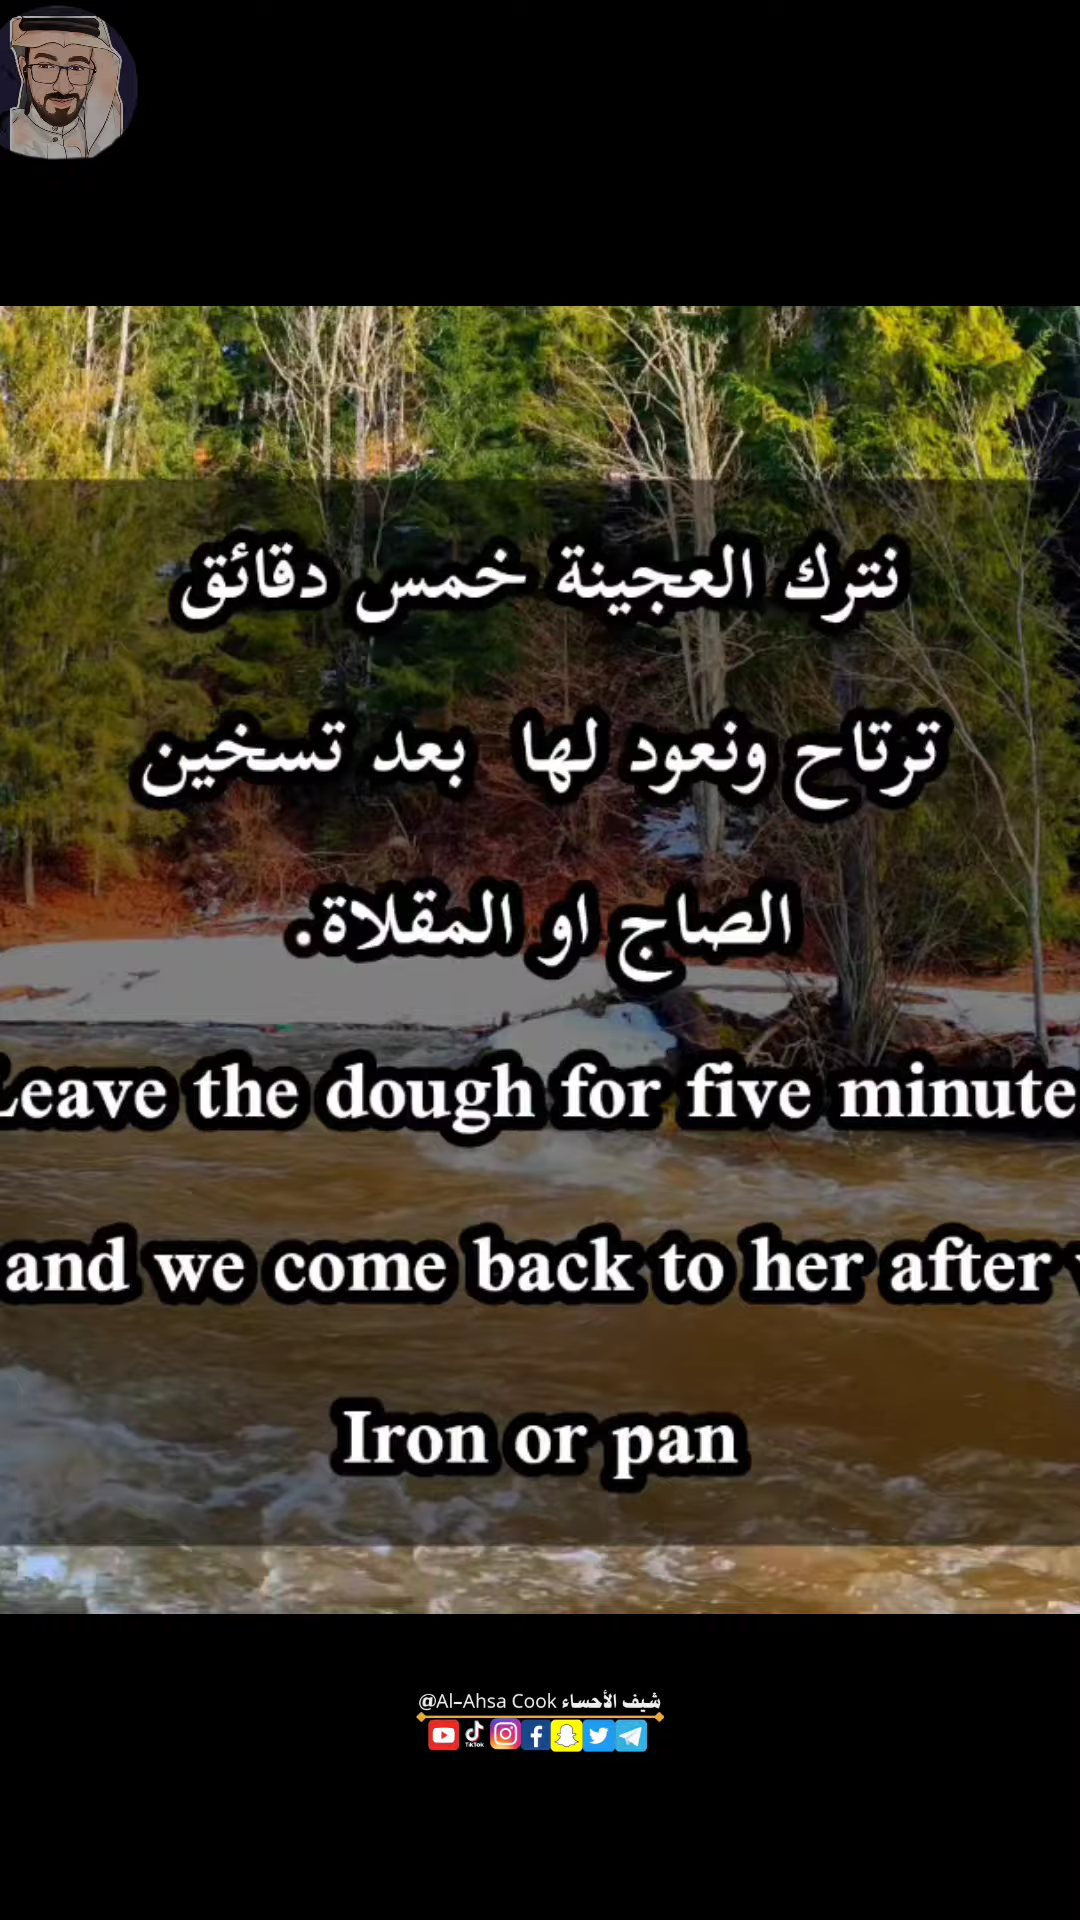 نترك العجينة خمس دقائق
ترتاح ونعود لها بعد تسخين
الصاج او المقلاة.
Leave the dough for five minute
and we come back to her after
Iron or pan
@Al-Ahsa Cook شيف الأحساء
TikTok